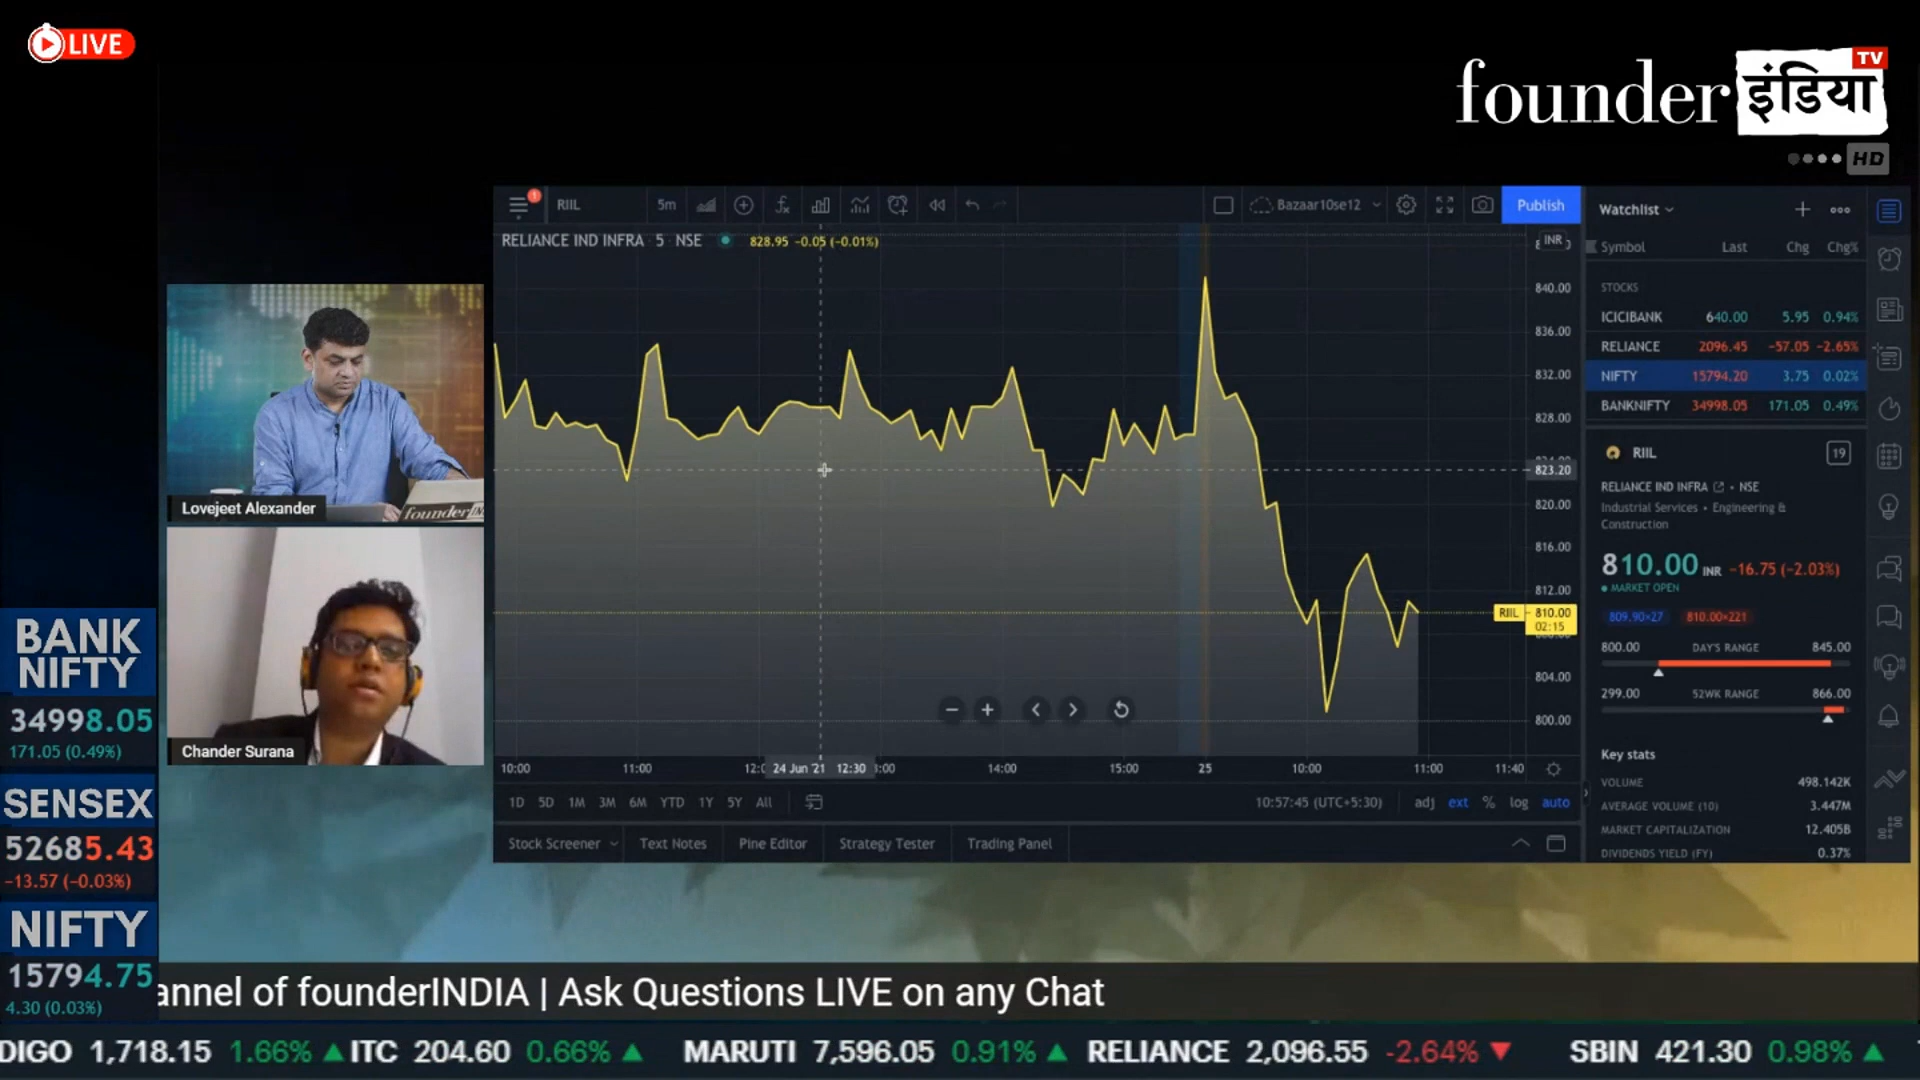 LIVE
founder इंडिया TV
HD
RIIL
5m
Bazaar10se12
Publish
RELIANCE IND INFRA · 5 · NSE
828.95 -0.05 (-0.01%)
INR
840.00
836.00
832.00
828.00
823.20
820.00
816.00
812.00
RIIL 810.00
02:15
804.00
800.00
10:00 11:00 24 Jun '21 12:30 14:00 15:00 25 10:00 11:00 11:40
1D 5D 1M 3M 6M YTD 1Y 5Y All
10:57:45 (UTC+5:30) adj ext % log auto
Stock Screener Text Notes Pine Editor Strategy Tester Trading Panel
Watchlist
Symbol Last Chg Chg%
STOCKS
ICICIBANK 640.00 5.95 0.94%
RELIANCE 2096.45 -57.05 -2.65%
NIFTY 15794.20 3.75 0.02%
BANKNIFTY 34998.05 171.05 0.49%
RIIL 19
RELIANCE IND INFRA • NSE
Industrial Services • Engineering &
Construction
810.00 INR -16.75 (-2.03%)
MARKET OPEN
809.90×27 810.00×221
800.00 DAY'S RANGE 845.00
299.00 52WK RANGE 866.00
Key stats
VOLUME 498.142K
AVERAGE VOLUME (10) 3.447M
MARKET CAPITALIZATION 12.405B
DIVIDENDS YIELD (FY) 0.37%
Lovejeet Alexander
founderIN
Chander Surana
BANK
NIFTY
34998.05
171.05 (0.49%)
SENSEX
52685.43
-13.57 (-0.03%)
NIFTY
15794.75
4.30 (0.03%)
annel of founderINDIA | Ask Questions LIVE on any Chat
DIGO 1,718.15 1.66% ▲ ITC 204.60 0.66% ▲ MARUTI 7,596.05 0.91% ▲ RELIANCE 2,096.55 -2.64% ▼ SBIN 421.30 0.98% ▲